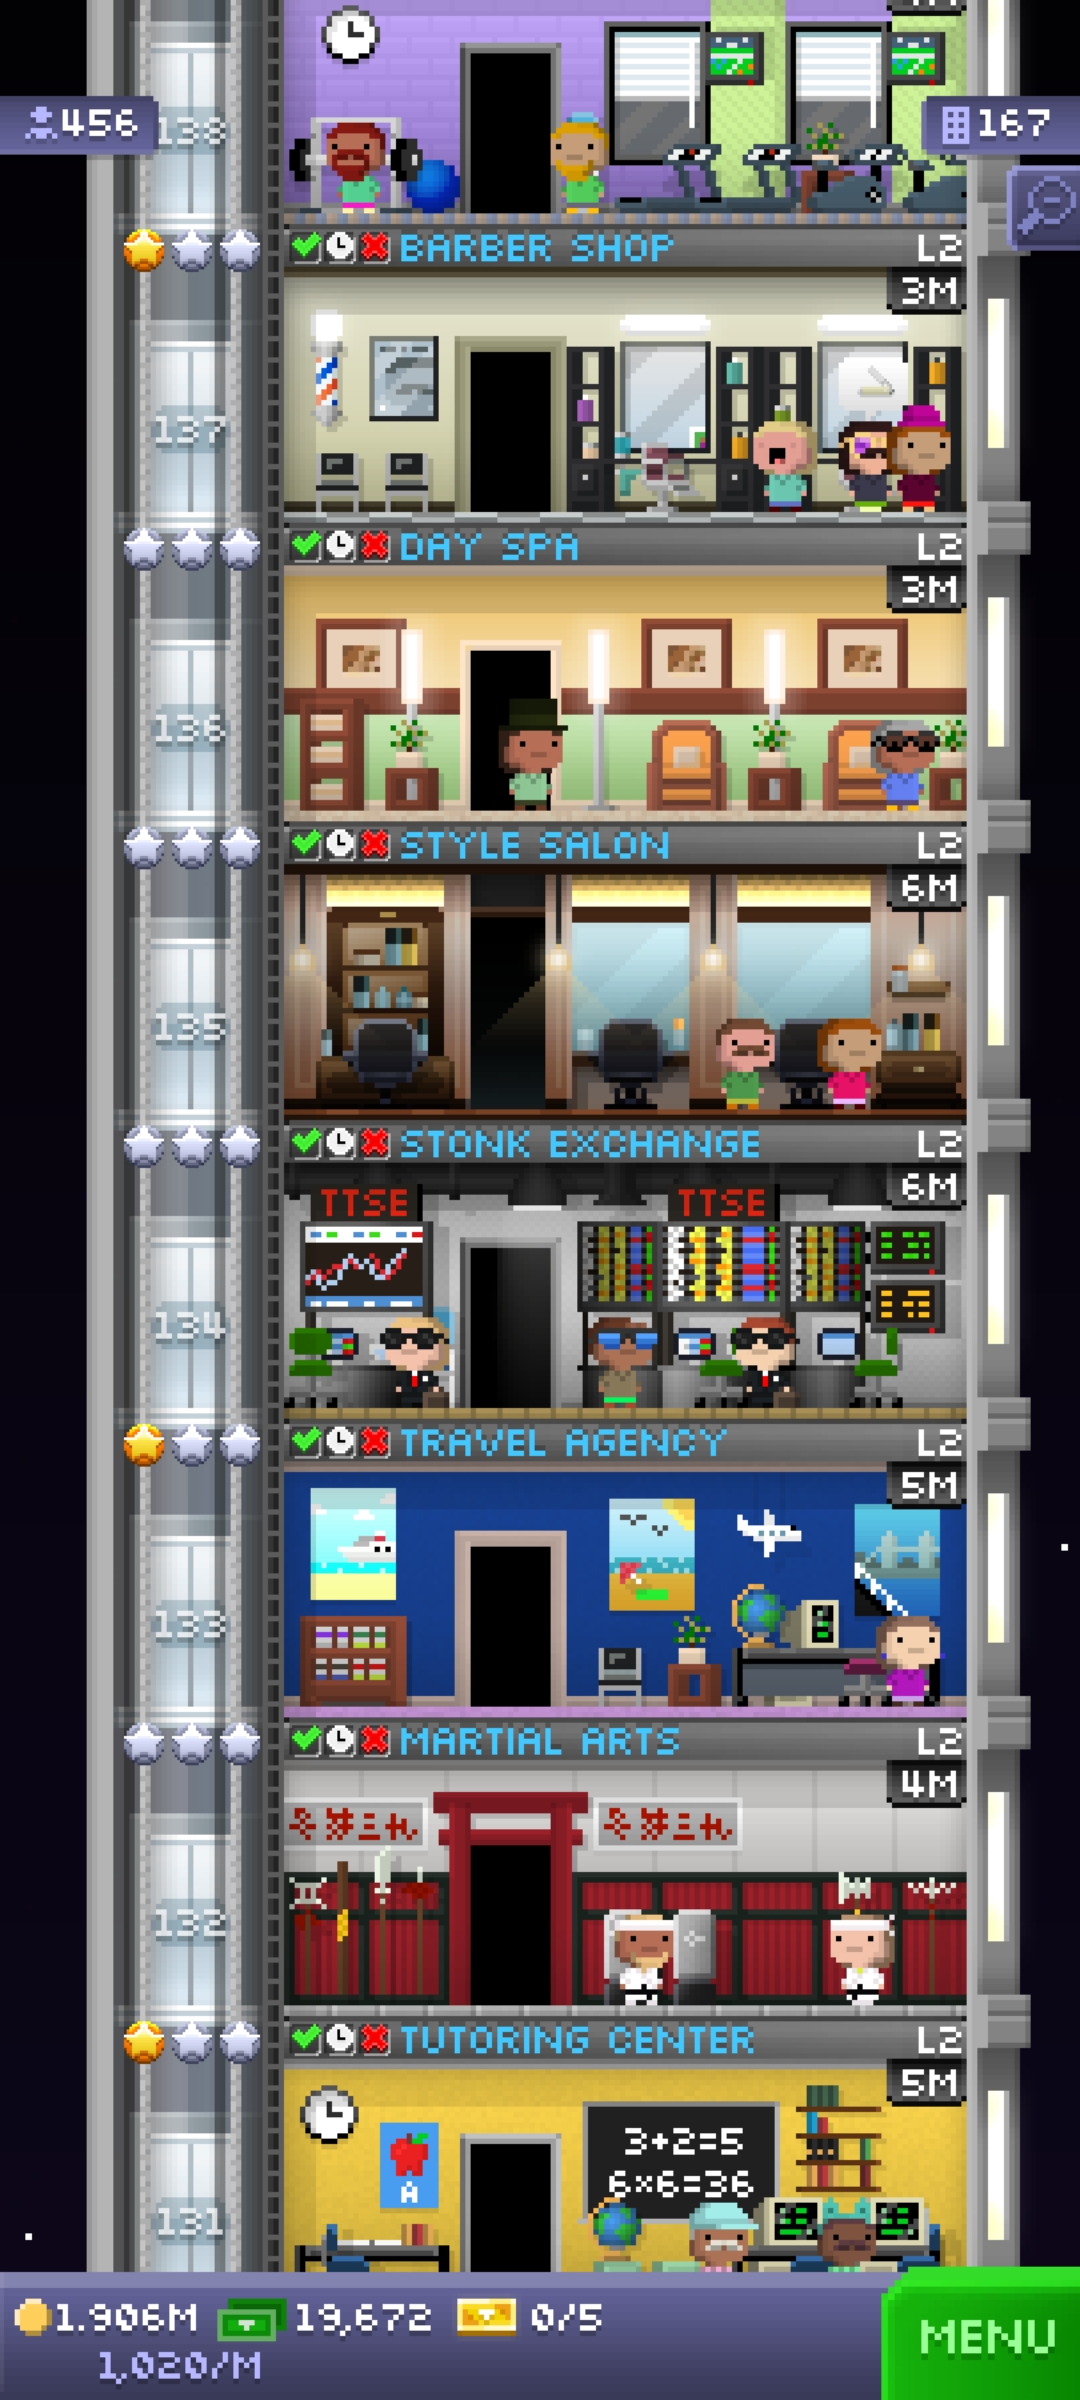 456
138
167
BARBER SHOP L2
3M
137
DAY SPA L2
3M
136
STYLE SALON L2
6M
135
STONK EXCHANGE L2
6M
TTSE TTSE
134
TRAVEL AGENCY L2
5M
133
MARTIAL ARTS L2
4M
132
TUTORING CENTER L2
5M
3+2=5
6×6=36
A
131
1.906M 19,672 0/5
1,020/M
MENU